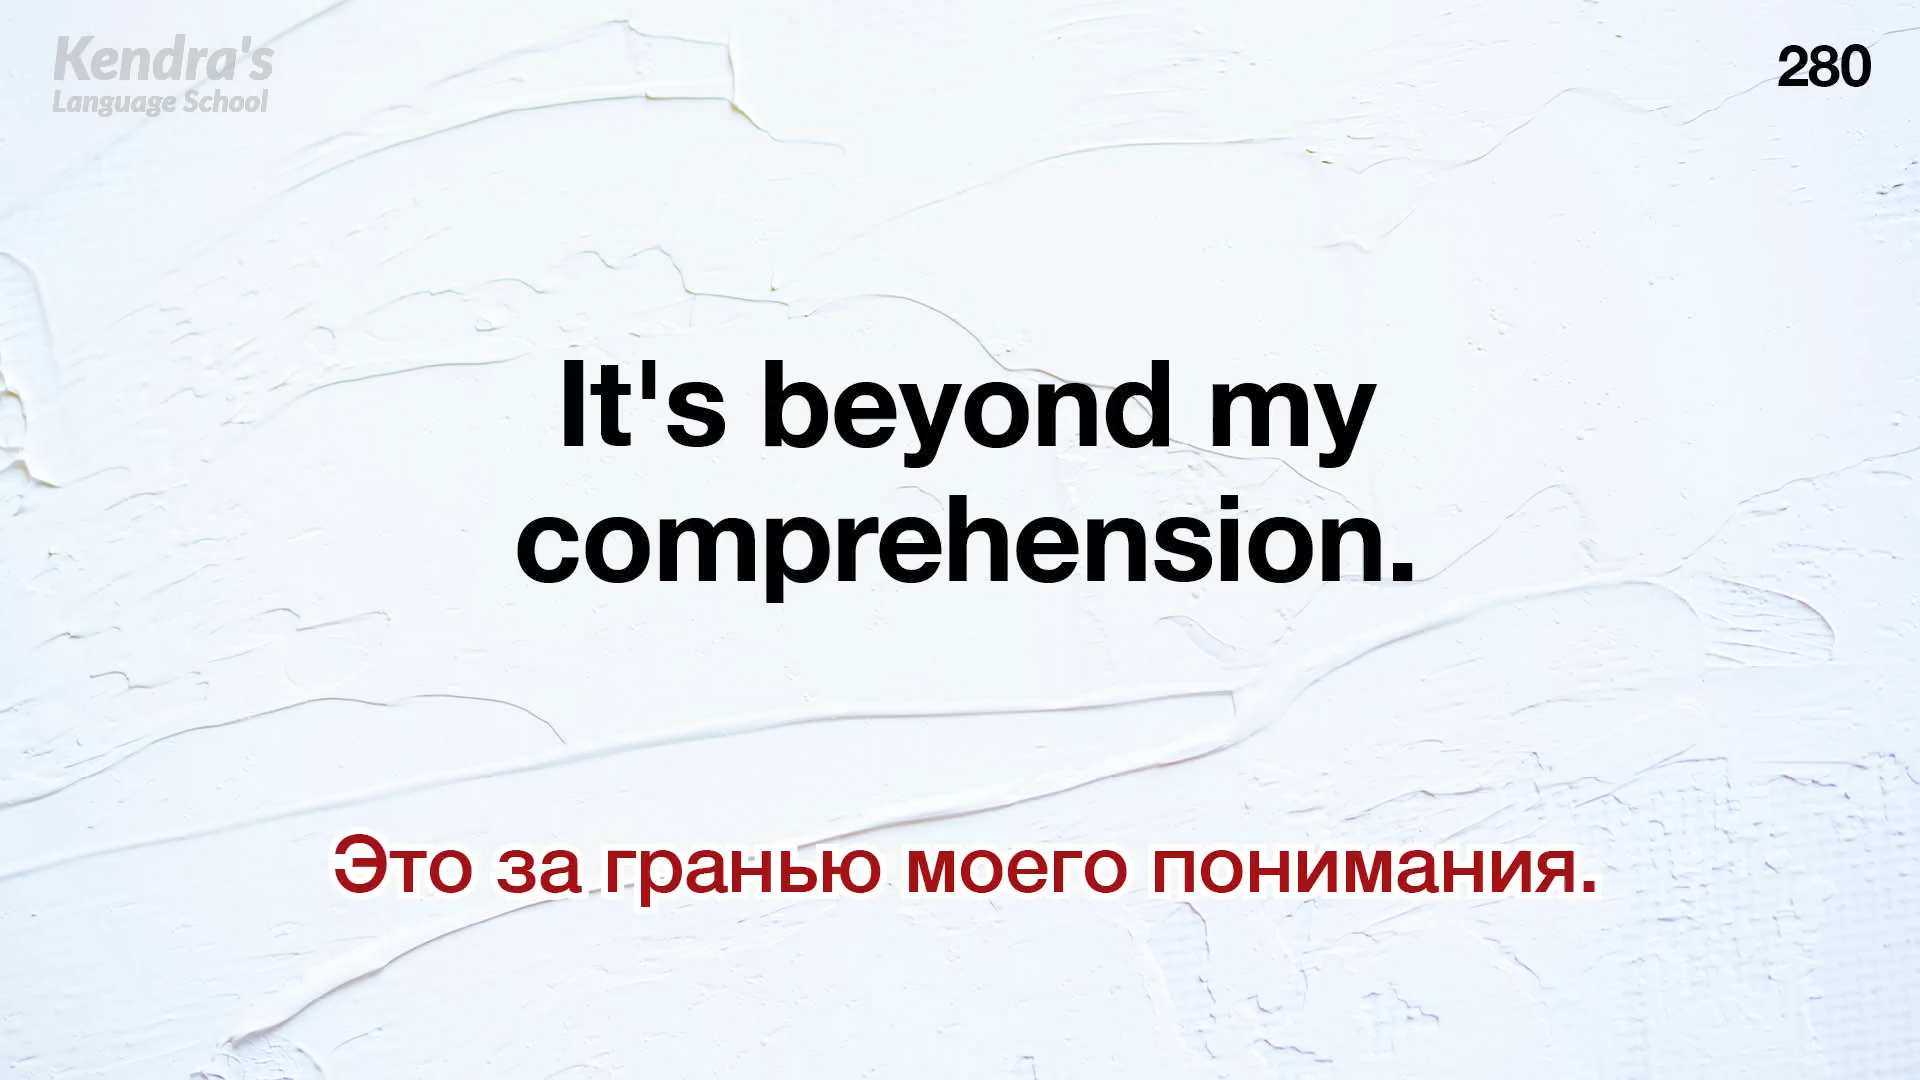 Kendra's
Language School
280
It's beyond my
comprehension.
Это за гранью моего понимания.